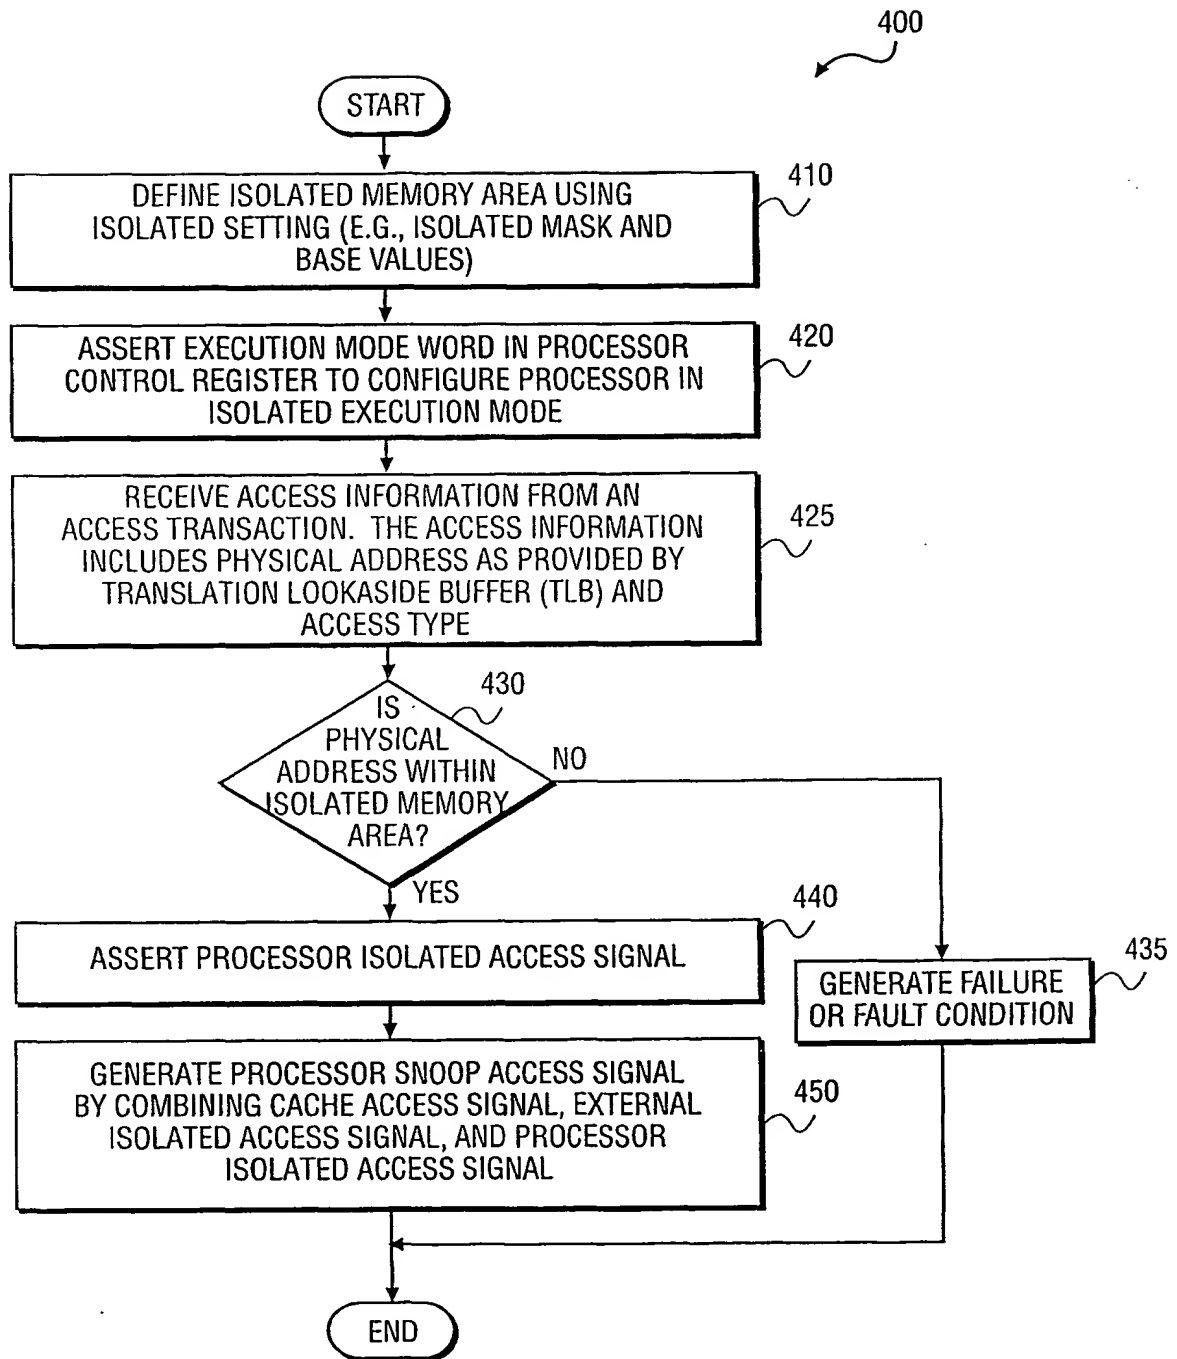 400
START
410
DEFINE ISOLATED MEMORY AREA USING
ISOLATED SETTING (E.G., ISOLATED MASK AND
BASE VALUES)
420
ASSERT EXECUTION MODE WORD IN PROCESSOR
CONTROL REGISTER TO CONFIGURE PROCESSOR IN
ISOLATED EXECUTION MODE
RECEIVE ACCESS INFORMATION FROM AN
ACCESS TRANSACTION. THE ACCESS INFORMATION
INCLUDES PHYSICAL ADDRESS AS PROVIDED BY
TRANSLATION LOOKASIDE BUFFER (TLB) AND
ACCESS TYPE
425
430
IS
PHYSICAL
ADDRESS WITHIN
ISOLATED MEMORY
AREA?
NO
YES
440
ASSERT PROCESSOR ISOLATED ACCESS SIGNAL
435
GENERATE FAILURE
OR FAULT CONDITION
GENERATE PROCESSOR SNOOP ACCESS SIGNAL
BY COMBINING CACHE ACCESS SIGNAL, EXTERNAL
ISOLATED ACCESS SIGNAL, AND PROCESSOR
ISOLATED ACCESS SIGNAL
450
END